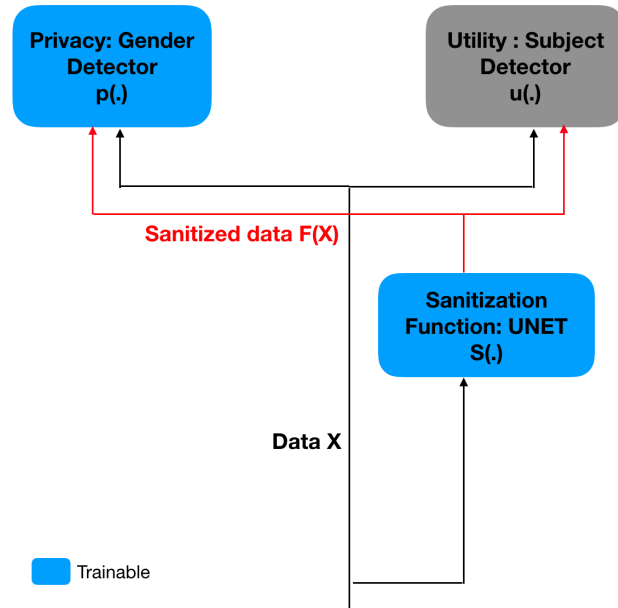 Privacy: Gender
Detector
p(.)
Utility : Subject
Detector
u(.)
Sanitized data F(X)
Sanitization
Function: UNET
S(.)
Data X
Trainable